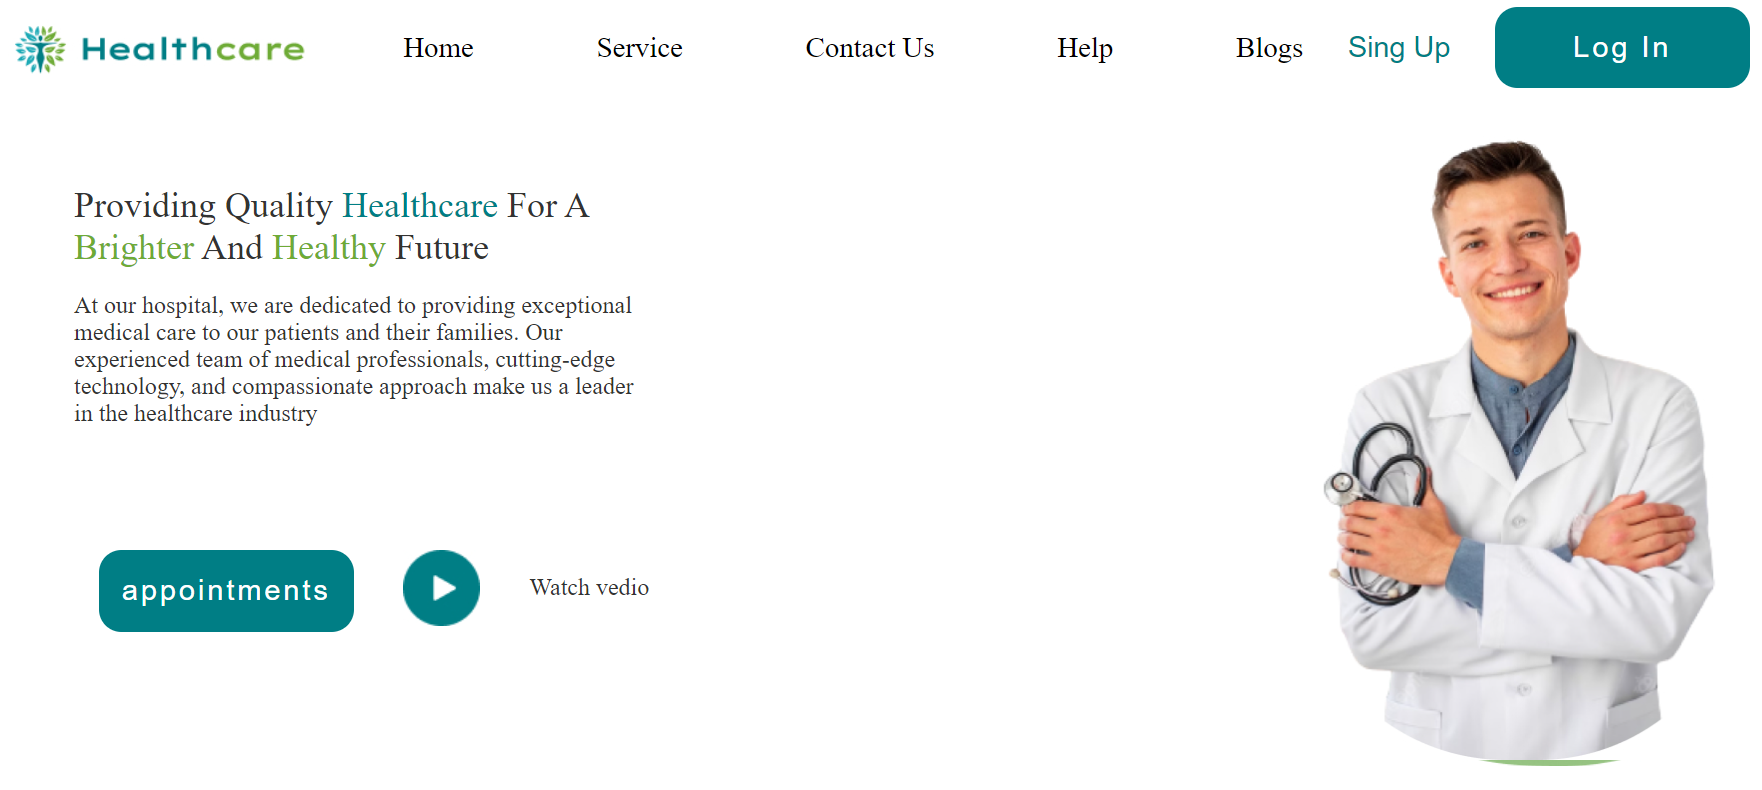 Healthcare Home Service Contact Us Help Blogs Sing Up Log In
Providing Quality Healthcare For A
Brighter And Healthy Future
At our hospital, we are dedicated to providing exceptional
medical care to our patients and their families. Our
experienced team of medical professionals, cutting-edge
technology, and compassionate approach make us a leader
in the healthcare industry
appointments Watch vedio